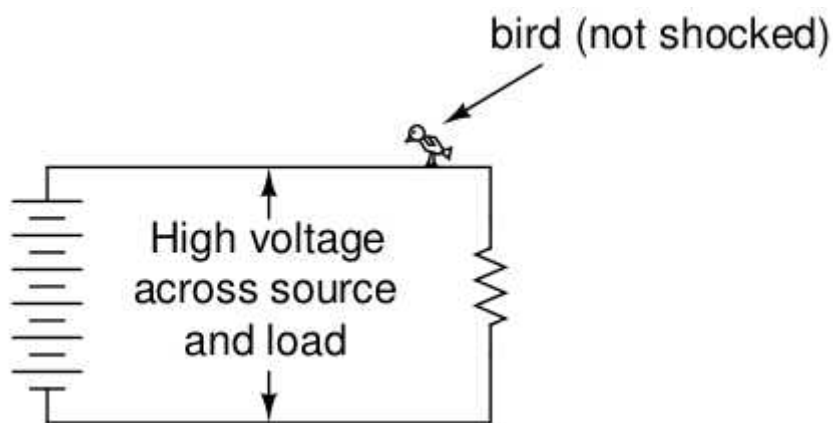 bird (not shocked)
High voltage
across source
and load